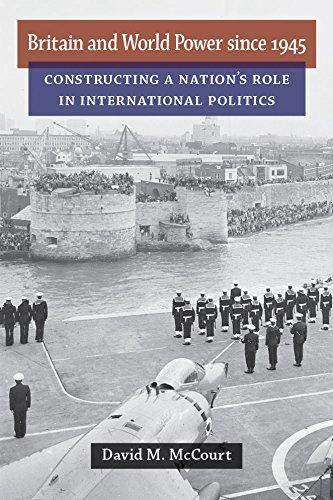 Britain and World Power since 1945
CONSTRUCTING A NATION'S ROLE
IN INTERNATIONAL POLITICS
David M. McCourt